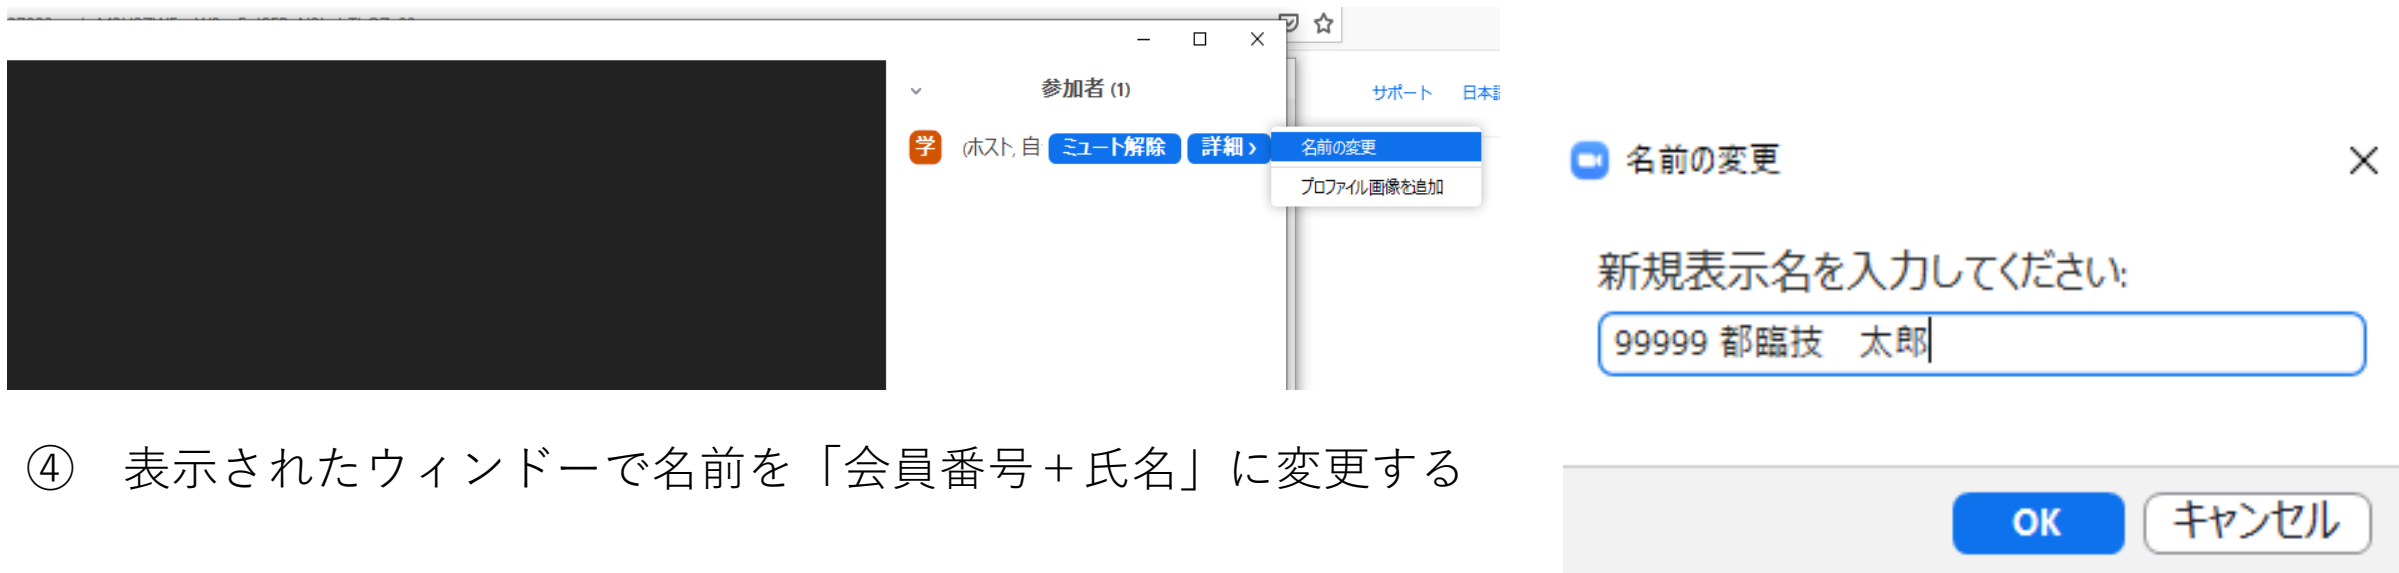 参加者 (1)
サポート 日本語
学 (ホスト, 自 ミュート解除 詳細 › 名前の変更
プロファイル画像を追加
④ 表示されたウィンドーで名前を「会員番号＋氏名」に変更する
名前の変更
新規表示名を入力してください:
99999 都臨技　太郎
OK キャンセル